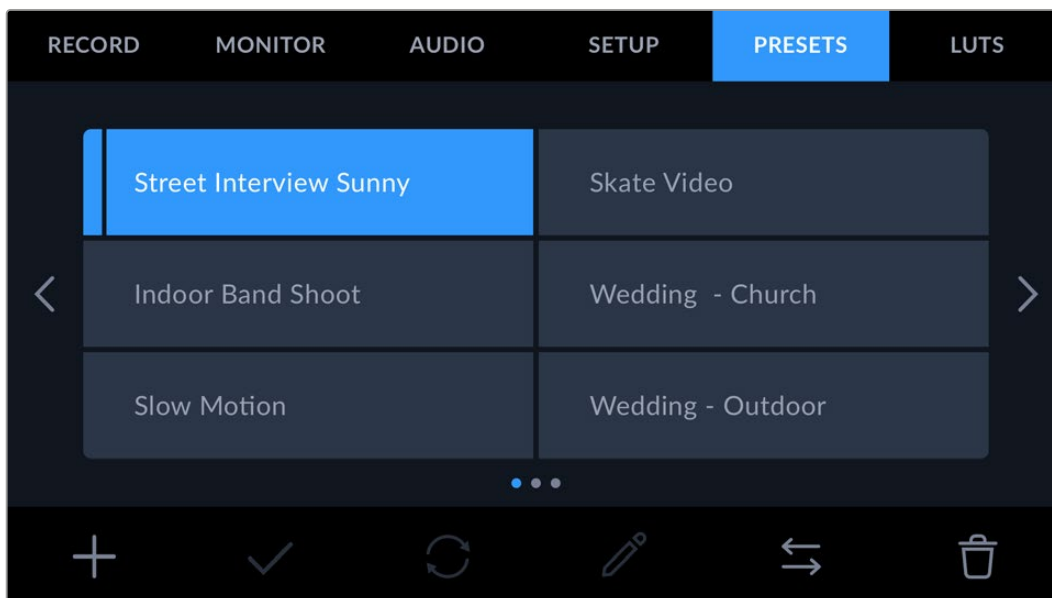 RECORD MONITOR AUDIO SETUP PRESETS LUTS
Street Interview Sunny Skate Video
Indoor Band Shoot Wedding  - Church
Slow Motion Wedding - Outdoor